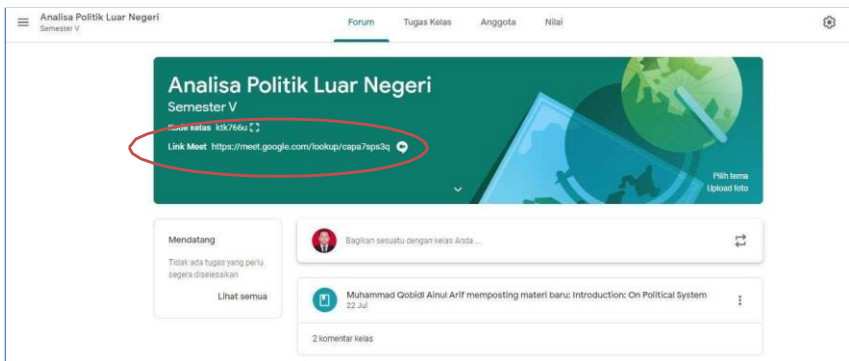 Analisa Politik Luar Negeri
Semester V
Forum Tugas Kelas Anggota Nilai
Analisa Politik Luar Negeri
Semester V
Kode kelas ktk766u
Link Meet https://meet.google.com/lookup/capa7sps3q
Pilih tema
Upload foto
Mendatang
Tidak ada tugas yang perlu
segera diselesaikan
Lihat semua
Bagikan sesuatu dengan kelas Anda ...
Muhammad Qobidl Ainul Arif memposting materi baru: Introduction: On Political System
22 Jul
2 komentar kelas